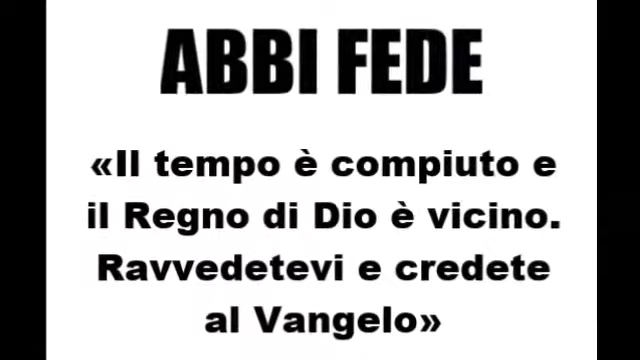 ABBI FEDE
«Il tempo è compiuto e
il Regno di Dio è vicino.
Ravvedetevi e credete
al Vangelo»